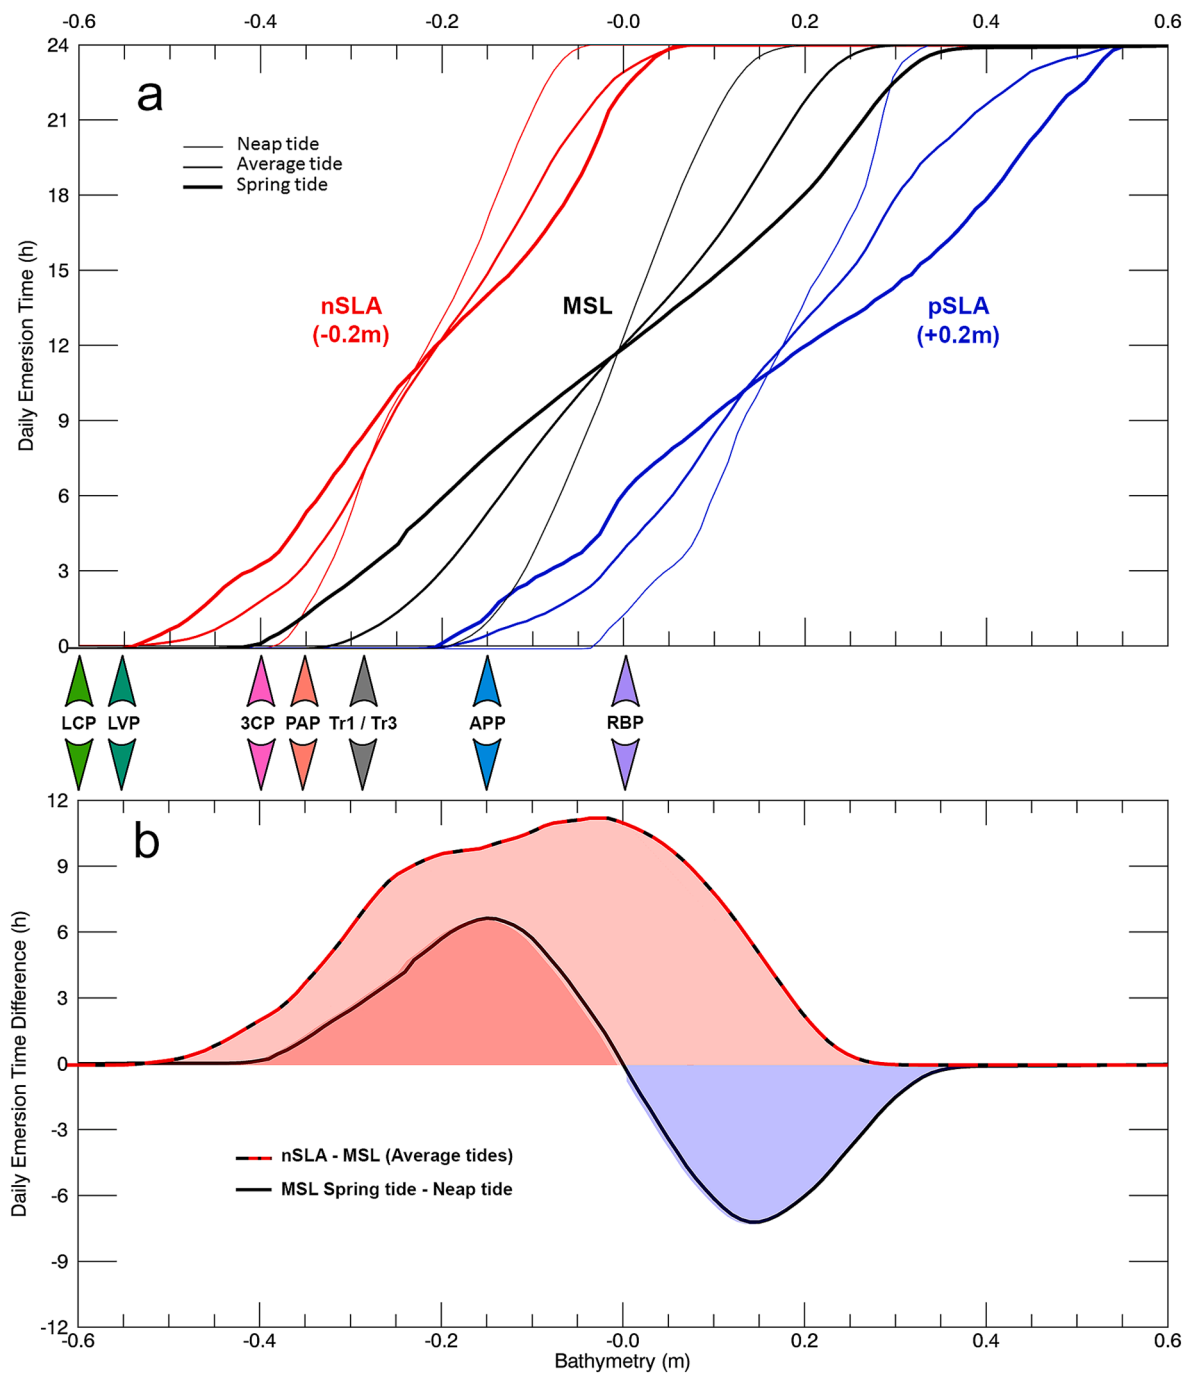 -0.6 -0.4 -0.2 -0.0 0.2 0.4 0.6
24
a
21
Neap tide
Average tide
Spring tide
18
Daily Emersion Time (h)
15
nSLA
(-0.2m)
MSL
pSLA
(+0.2m)
12
9
6
3
0
LCP LVP 3CP PAP Tr1 / Tr3 APP RBP
12
b
9
6
3
Daily Emersion Time Difference (h)
0
-3
nSLA - MSL (Average tides)
MSL Spring tide - Neap tide
-6
-9
-12
-0.6 -0.4 -0.2 -0.0 0.2 0.4 0.6
Bathymetry (m)